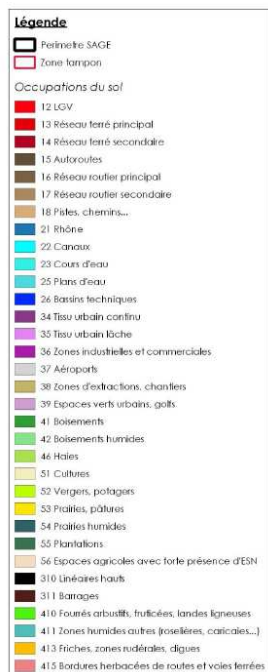 Légende
Perimetre SAGE
Zone tampon
Occupations du sol
12 LGV
13 Réseau ferré principal
14 Réseau ferré secondaire
15 Autoroutes
16 Réseau routier principal
17 Réseau routier secondaire
18 Pistes, chemins...
21 Rhône
22 Canaux
23 Cours d'eau
25 Plans d'eau
26 Bassins techniques
34 Tissu urbain continu
35 Tissu urbain lâche
36 Zones industrielles et commerciales
37 Aéroports
38 Zones d'extractions, chantiers
39 Espaces verts urbains, golfs
41 Boisements
42 Boisements humides
46 Haies
51 Cultures
52 Vergers, potagers
53 Prairies, pâtures
54 Prairies humides
55 Plantations
56 Espaces agricoles avec forte présence d'ESN
310 Linéaires hauts
311 Barrages
410 Fourrés arbustifs, fruticées, landes ligneuses
411 Zones humides autres (roselières, caricaies...)
413 Friches, zones rudérales, digues
415 Bordures herbacées de routes et voies ferrées